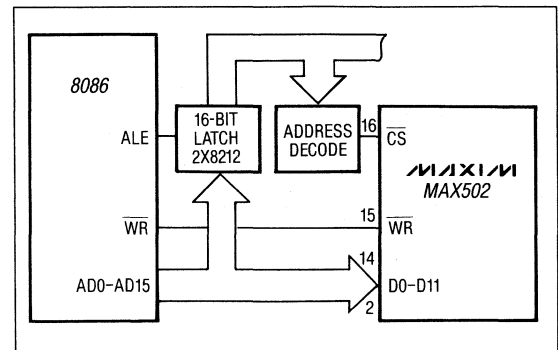 8086
ALE
16-BIT
LATCH
2X8212
ADDRESS
DECODE
16
CS
MAXIM
MAX502
WR
15
WR
AD0-AD15
14
D0-D11
2